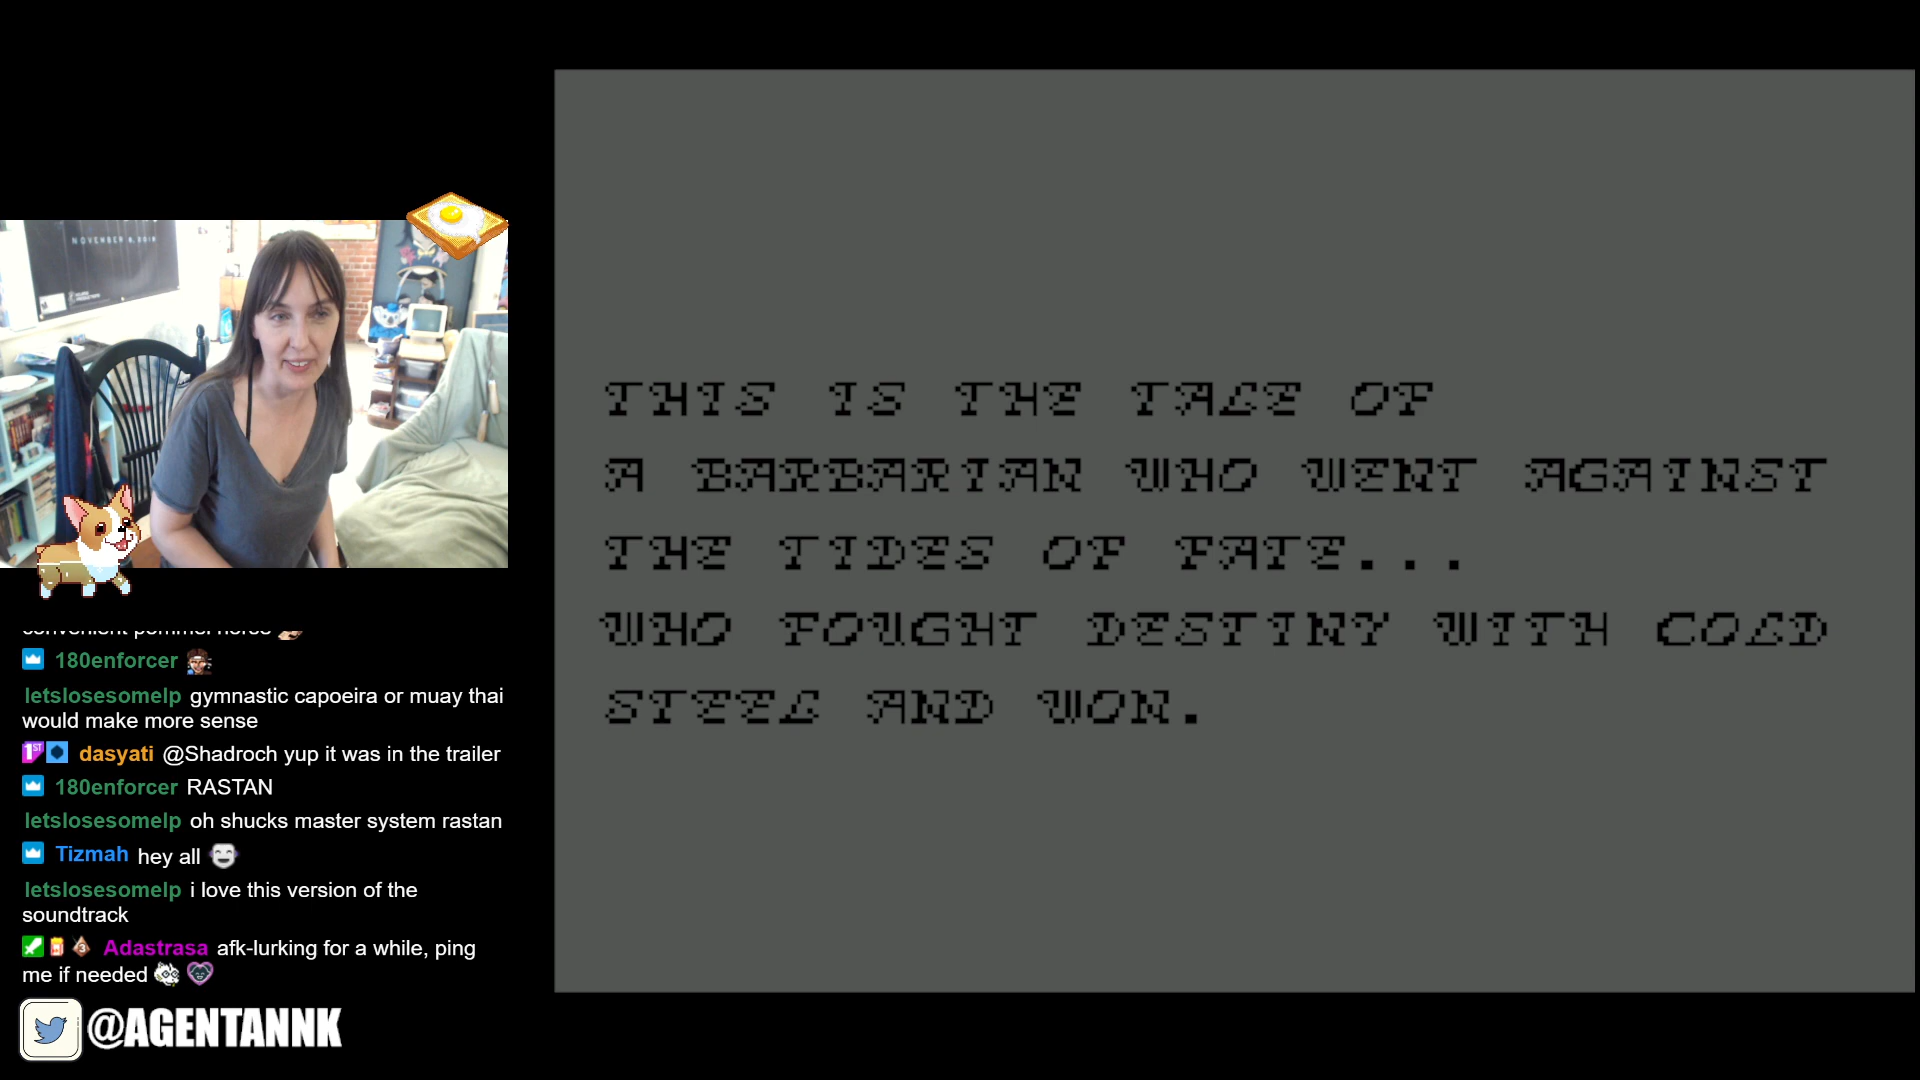 NOVEMBER 8, 2019
THIS IS THE TALE OF
A BARBARIAN WHO WENT AGAINST
THE TIDES OF FATE...
WHO FOUGHT DESTINY WITH COLD
STEEL AND WON.
180enforcer
letslosesomelp gymnastic capoeira or muay thai
would make more sense
dasyati @Shadroch yup it was in the trailer
180enforcer RASTAN
letslosesomelp oh shucks master system rastan
Tizmah hey all
letslosesomelp i love this version of the
soundtrack
Adastrasa afk-lurking for a while, ping
me if needed
@AGENTANNK